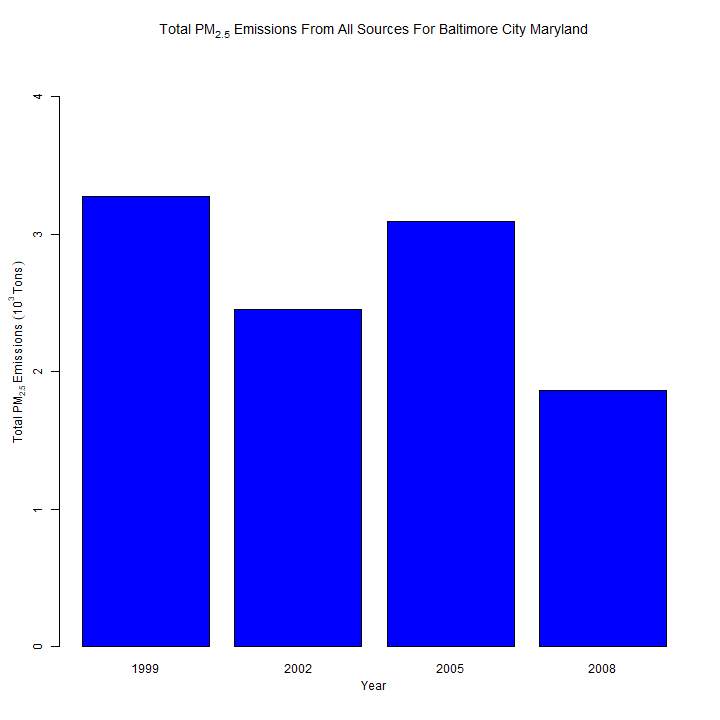 Total PM2.5 Emissions From All Sources For Baltimore City Maryland
Total PM2.5 Emissions (10^3 Tons)
4
3
2
1
0
1999 2002 2005 2008
Year